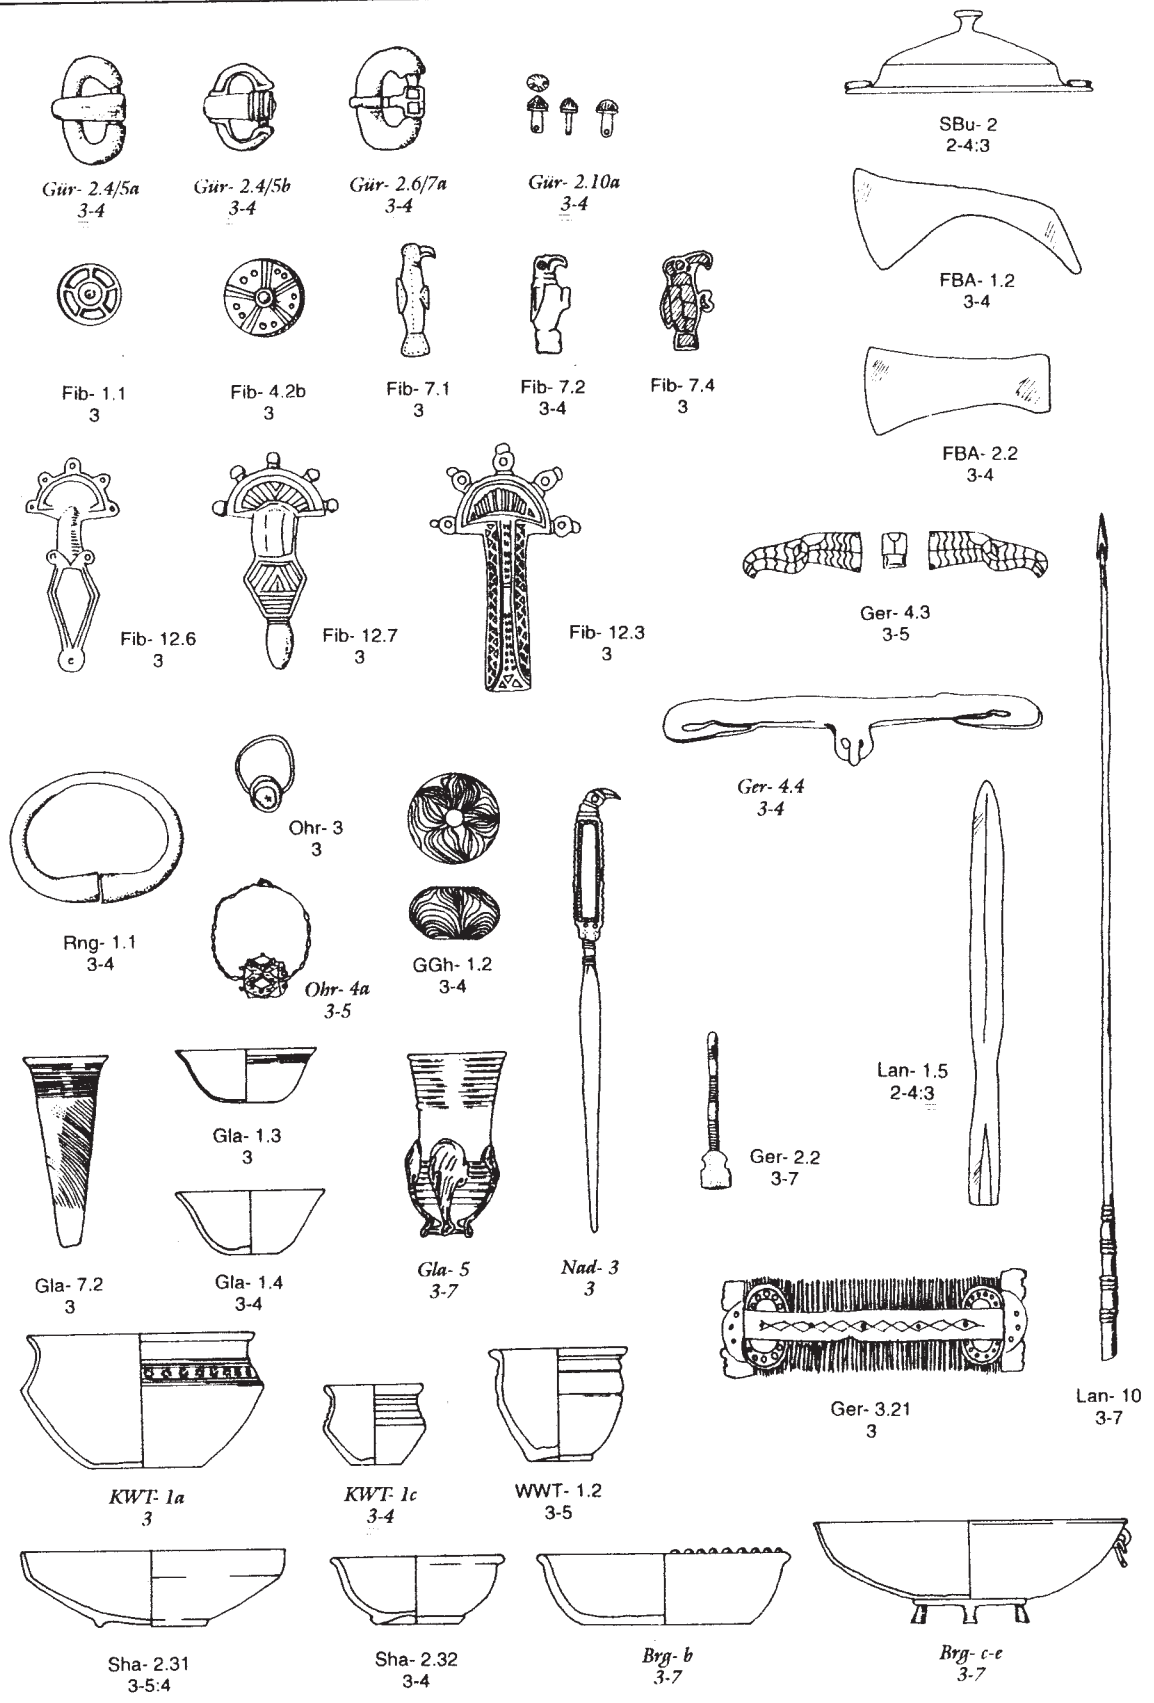 Gür- 2.4/5a
3-4
Gür- 2.4/5b
3-4
Gür- 2.6/7a
3-4
Gür- 2.10a
3-4
SBu- 2
2-4:3
FBA- 1.2
3-4
Fib- 1.1
3
Fib- 4.2b
3
Fib- 7.1
3
Fib- 7.2
3-4
Fib- 7.4
3
FBA- 2.2
3-4
Fib- 12.6
3
Fib- 12.7
3
Fib- 12.3
3
Ger- 4.3
3-5
Ger- 4.4
3-4
Ohr- 3
3
Rng- 1.1
3-4
Ohr- 4a
3-5
GGh- 1.2
3-4
Lan- 1.5
2-4:3
Gla- 1.3
3
Ger- 2.2
3-7
Gla- 7.2
3
Gla- 1.4
3-4
Gla- 5
3-7
Nad- 3
3
Ger- 3.21
3
Lan- 10
3-7
KWT- 1a
3
KWT- 1c
3-4
WWT- 1.2
3-5
Sha- 2.31
3-5:4
Sha- 2.32
3-4
Brg- b
3-7
Brg- c-e
3-7